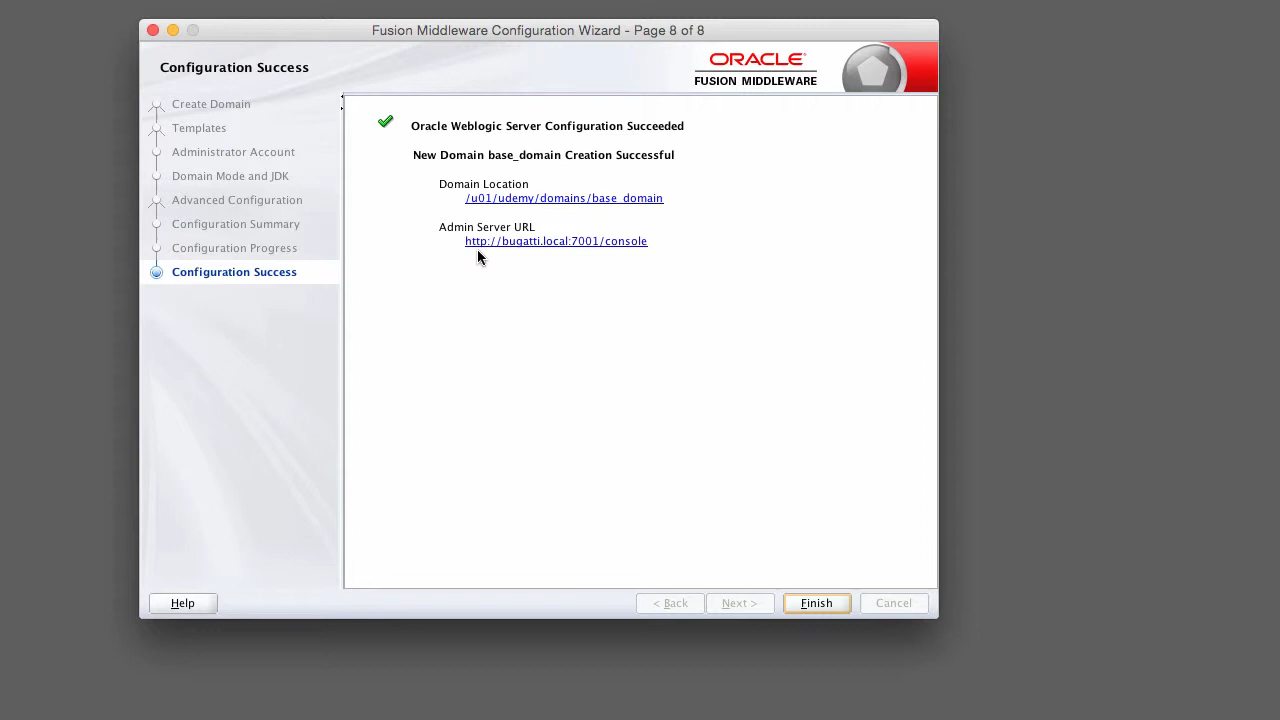 Fusion Middleware Configuration Wizard - Page 8 of 8
Configuration Success
ORACLE
FUSION MIDDLEWARE
Create Domain
Templates
Administrator Account
Domain Mode and JDK
Advanced Configuration
Configuration Summary
Configuration Progress
Configuration Success
Oracle Weblogic Server Configuration Succeeded
New Domain base_domain Creation Successful
Domain Location
/u01/udemy/domains/base_domain
Admin Server URL
http://bugatti.local:7001/console
Help
< Back
Next >
Finish
Cancel